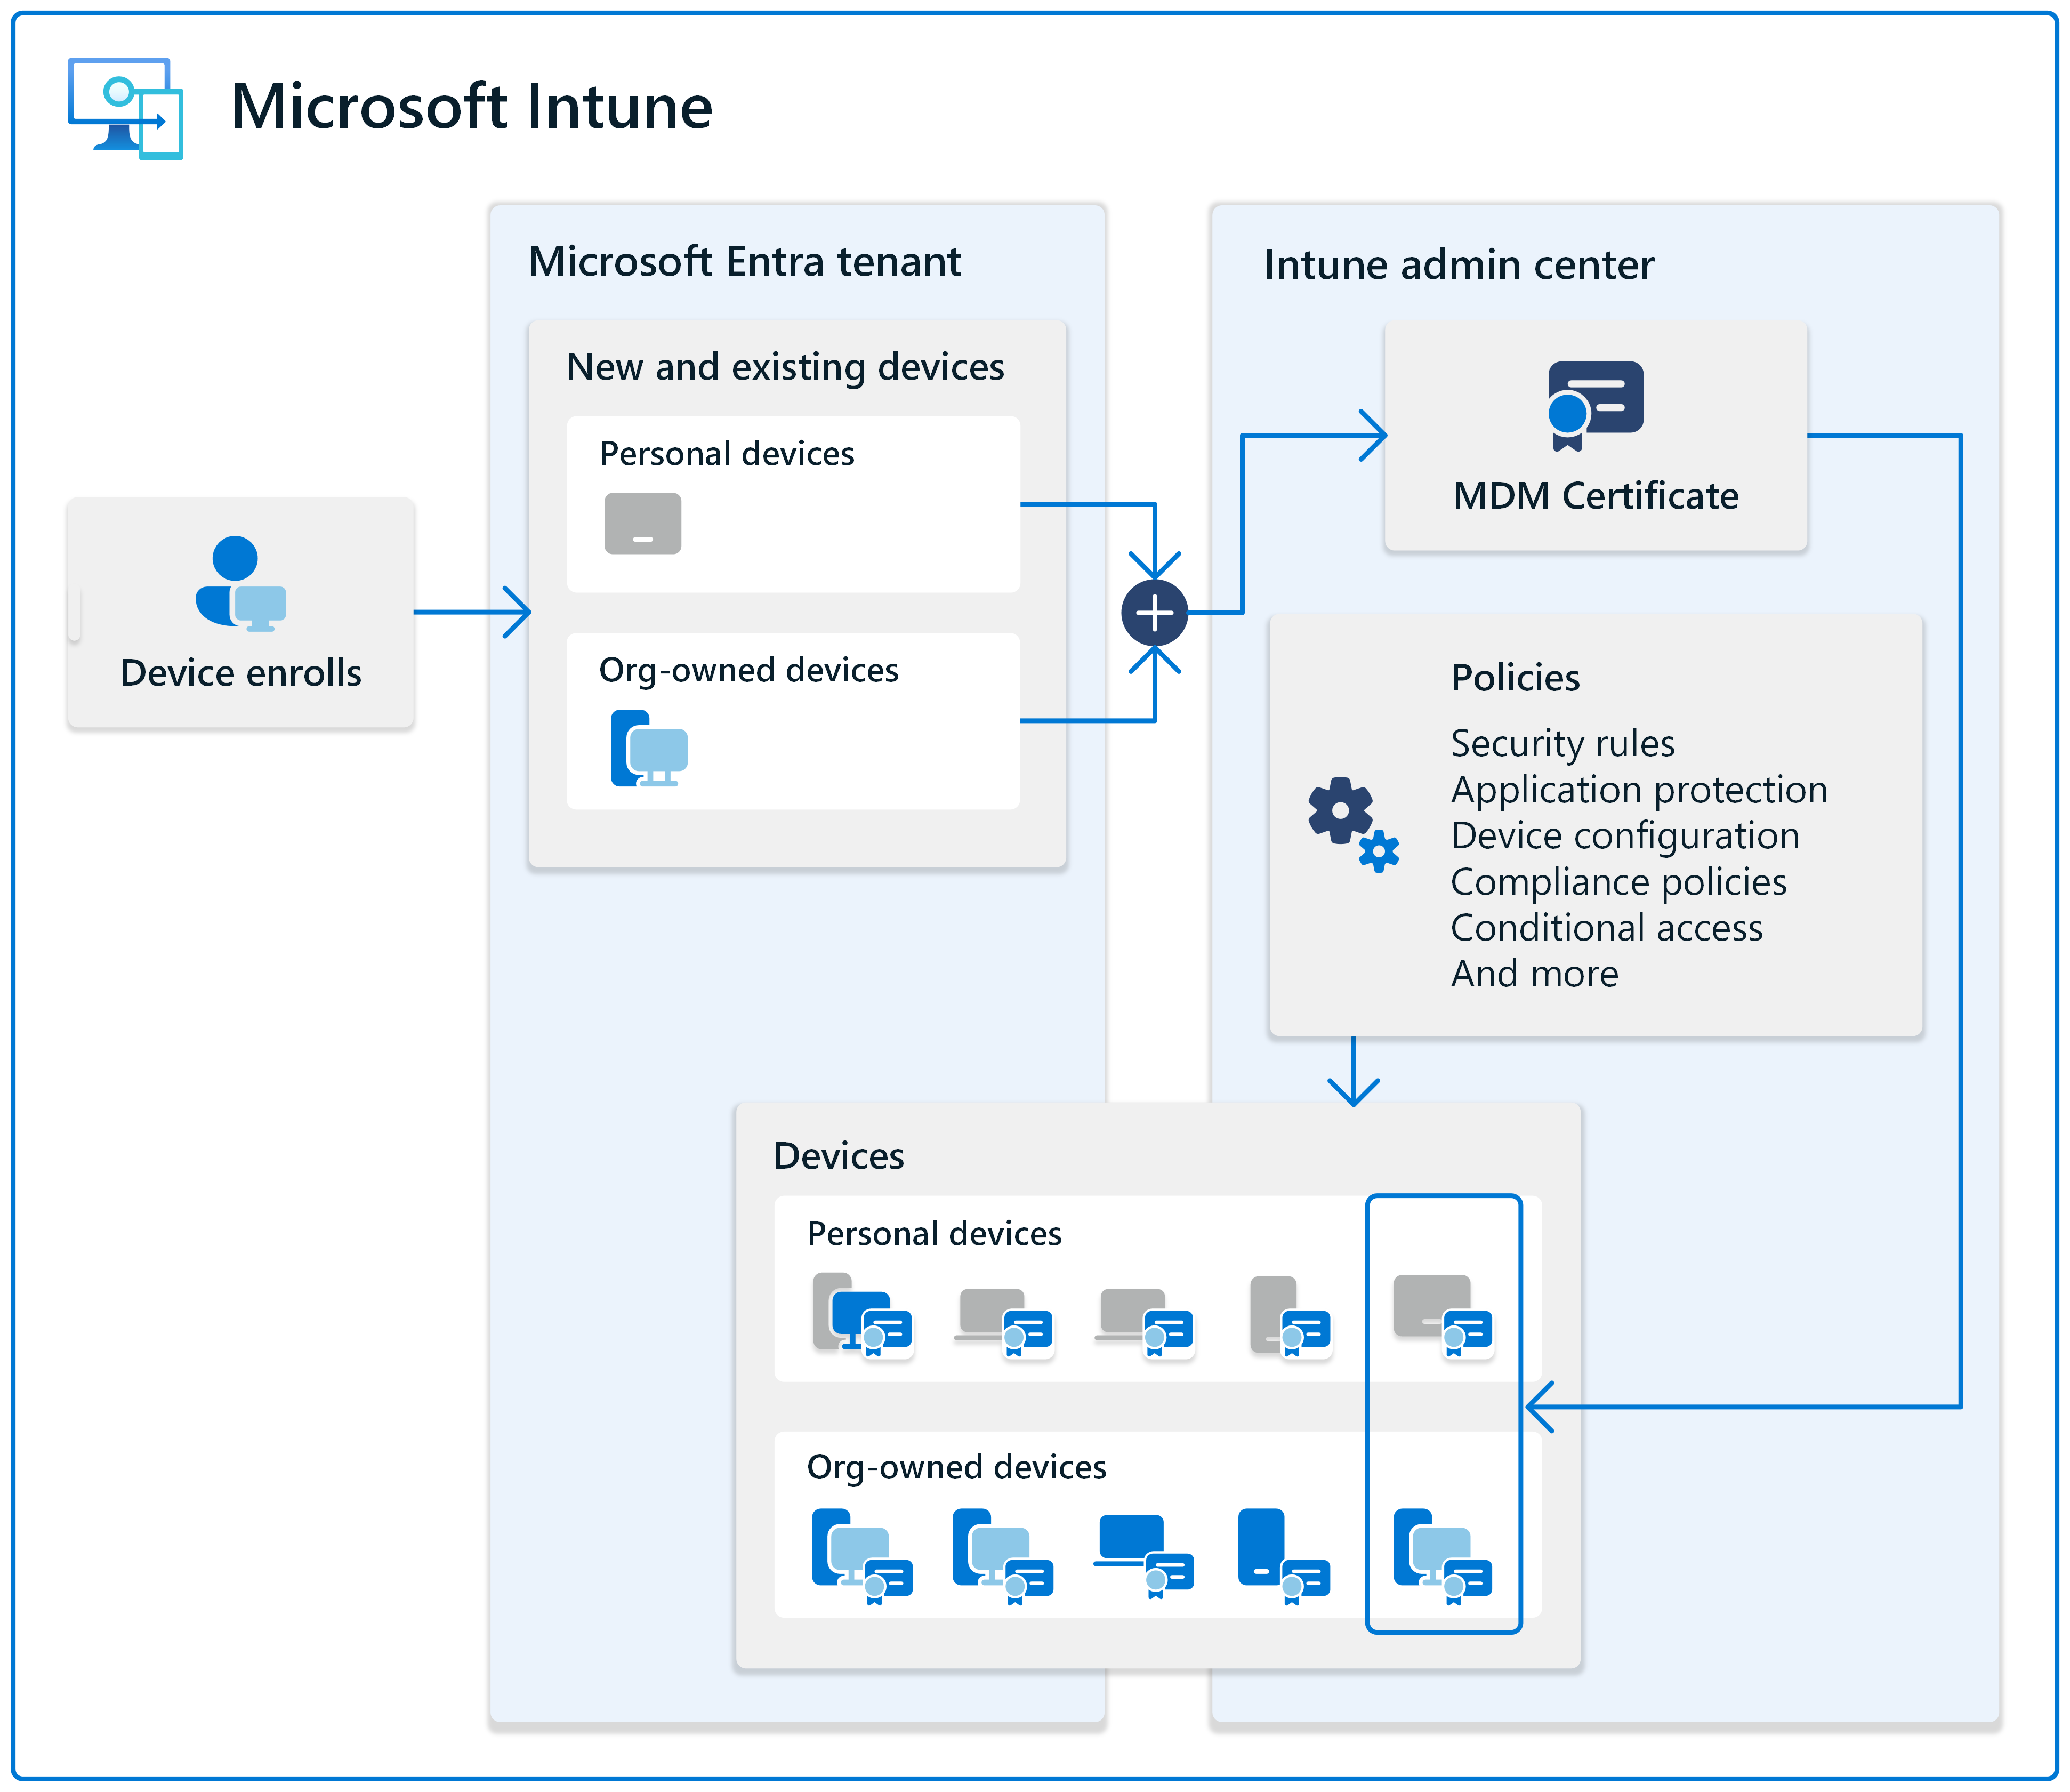 Microsoft Intune
Microsoft Entra tenant
New and existing devices
Personal devices
Org-owned devices
Device enrolls
Intune admin center
MDM Certificate
Policies
Security rules
Application protection
Device configuration
Compliance policies
Conditional access
And more
Devices
Personal devices
Org-owned devices